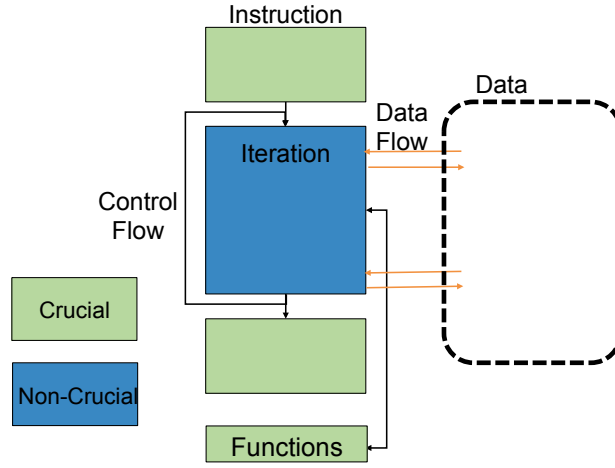 Instruction
Data
Data
Flow
Iteration
Control
Flow
Crucial
Non-Crucial
Functions